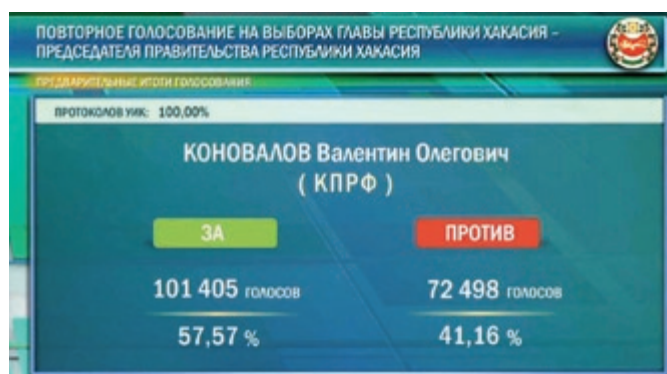 ПОВТОРНОЕ ГОЛОСОВАНИЕ НА ВЫБОРАХ ГЛАВЫ РЕСПУБЛИКИ ХАКАСИЯ –
ПРЕДСЕДАТЕЛЯ ПРАВИТЕЛЬСТВА РЕСПУБЛИКИ ХАКАСИЯ
ПРЕДВАРИТЕЛЬНЫЕ ИТОГИ ГОЛОСОВАНИЯ
ПРОТОКОЛОВ УИК: 100,00%
КОНОВАЛОВ Валентин Олегович
( КПРФ )
ЗА ПРОТИВ
101 405 голосов 72 498 голосов
57,57 % 41,16 %